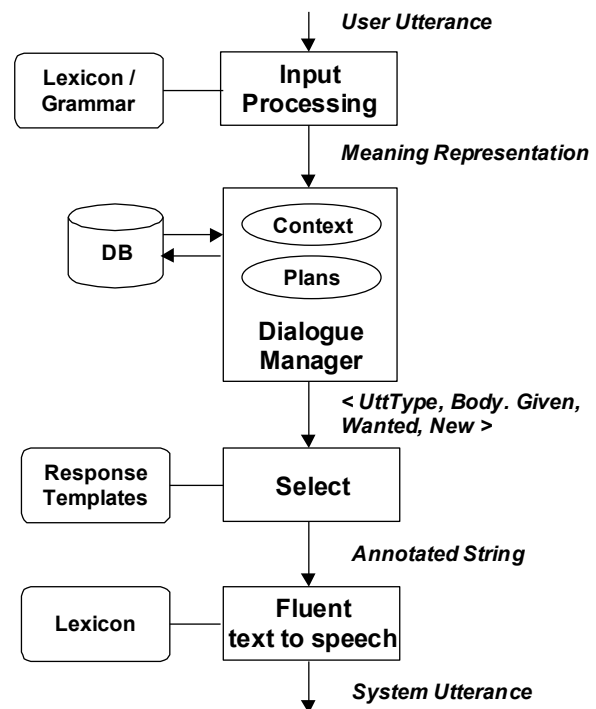 User Utterance
Lexicon /
Grammar
Input
Processing
Meaning Representation
DB
Context
Plans
Dialogue
Manager
< UttType, Body. Given,
Wanted, New >
Response
Templates
Select
Annotated String
Lexicon
Fluent
text to speech
System Utterance